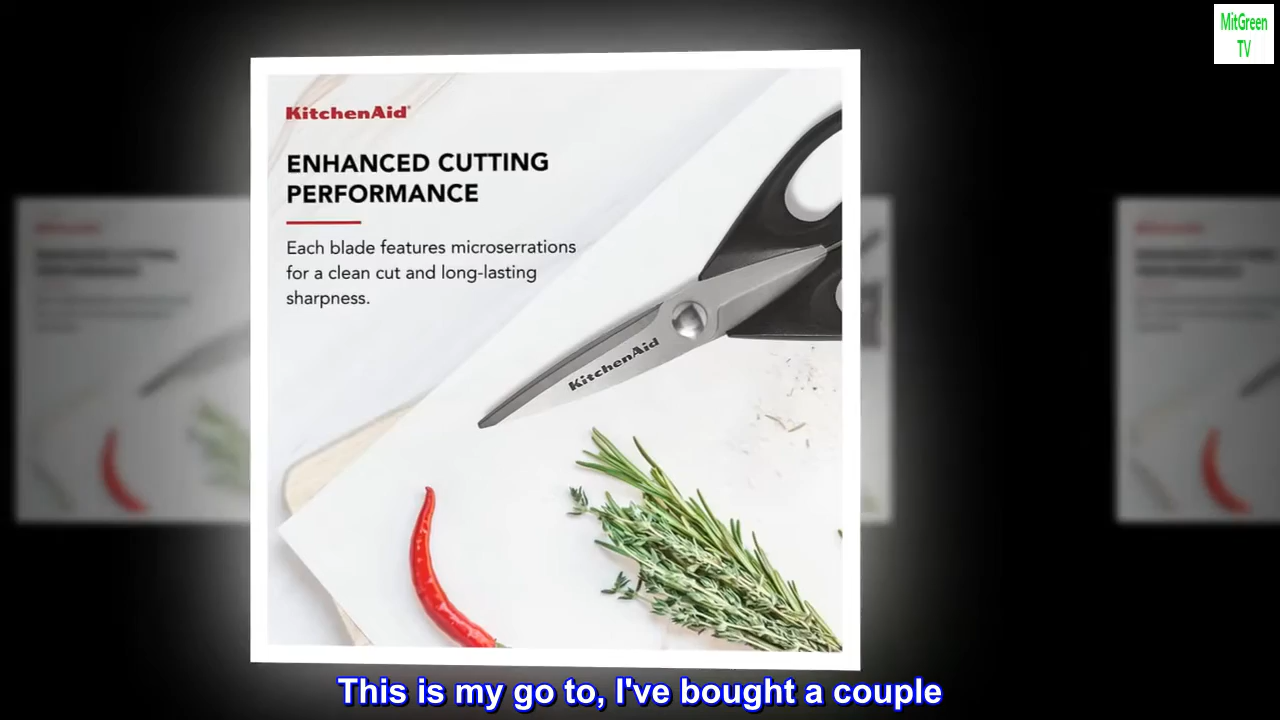 MitGreen
TV
KitchenAid
ENHANCED CUTTING
PERFORMANCE
Each blade features microserrations
for a clean cut and long-lasting
sharpness.
KitchenAid
This is my go to, I've bought a couple